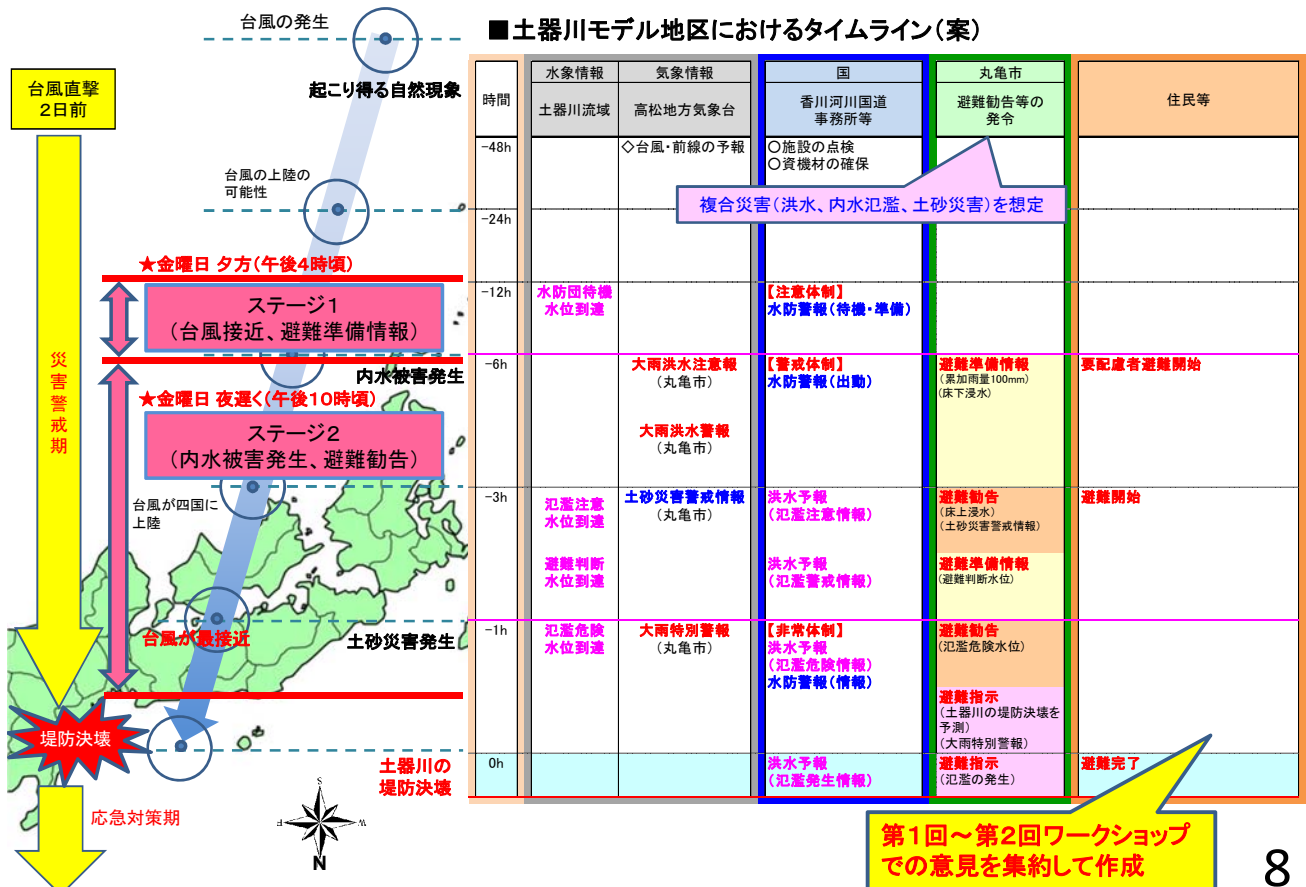 ■土器川モデル地区におけるタイムライン(案)
台風の発生
起こり得る自然現象
台風直撃
2日前
台風の上陸の
可能性
★金曜日 夕方(午後4時頃)
ステージ1
(台風接近、避難準備情報)
内水被害発生
★金曜日 夜遅く(午後10時頃)
ステージ2
(内水被害発生、避難勧告)
災害警戒期
台風が四国に
上陸
台風が最接近
土砂災害発生
堤防決壊
土器川の
堤防決壊
応急対策期
S
E
W
N
時間
水象情報
気象情報
国
丸亀市
住民等
土器川流域
高松地方気象台
香川河川国道
事務所等
避難勧告等の
発令
-48h
◇台風・前線の予報
○施設の点検
○資機材の確保
複合災害(洪水、内水氾濫、土砂災害)を想定
-24h
-12h
水防団待機
水位到達
【注意体制】
水防警報(待機・準備)
-6h
大雨洪水注意報
(丸亀市)
大雨洪水警報
(丸亀市)
【警戒体制】
水防警報(出動)
避難準備情報
(累加雨量100mm)
(床下浸水)
要配慮者避難開始
-3h
氾濫注意
水位到達
避難判断
水位到達
土砂災害警戒情報
(丸亀市)
洪水予報
(氾濫注意情報)
洪水予報
(氾濫警戒情報)
避難勧告
(床上浸水)
(土砂災害警戒情報)
避難準備情報
(避難判断水位)
避難開始
-1h
氾濫危険
水位到達
大雨特別警報
(丸亀市)
【非常体制】
洪水予報
(氾濫危険情報)
水防警報(情報)
避難勧告
(氾濫危険水位)
避難指示
(土器川の堤防決壊を
予測)
(大雨特別警報)
0h
洪水予報
(氾濫発生情報)
避難指示
(氾濫の発生)
避難完了
第1回~第2回ワークショップ
での意見を集約して作成
8